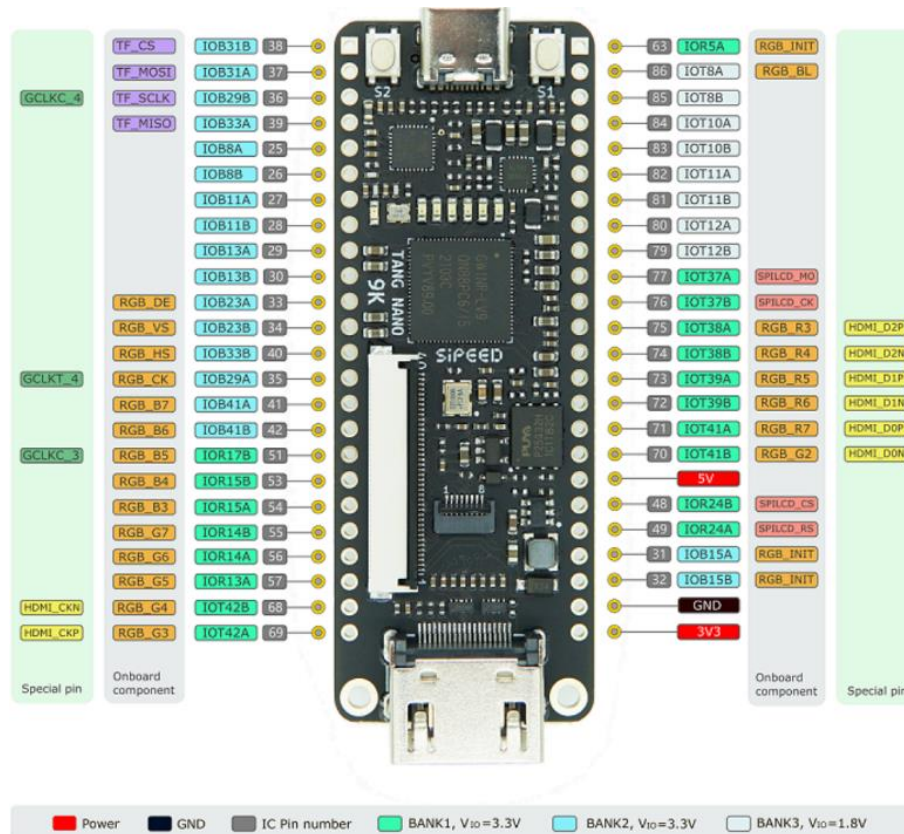 TF_CS IOB31B 38 63 IOR5A RGB_INIT
TF_MOSI IOB31A 37 86 IOT8A RGB_BL
GCLKC_4 TF_SCLK IOB29B 36 S2 S1 85 IOT8B
TF_MISO IOB33A 39 84 IOT10A
IOB8A 25 83 IOT10B
IOB8B 26 82 IOT11A
IOB11A 27 81 IOT11B
IOB11B 28 80 IOT12A
IOB13A 29 79 IOT12B
IOB13B 30 77 IOT37A SPILCD_MO
RGB_DE IOB23A 33 76 IOT37B SPILCD_CK
RGB_VS IOB23B 34 75 IOT38A RGB_R3 HDMI_D2P
RGB_HS IOB33B 40 74 IOT38B RGB_R4 HDMI_D2N
GCLKT_4 RGB_CK IOB29A 35 73 IOT39A RGB_R5 HDMI_D1P
RGB_B7 IOB41A 41 72 IOT39B RGB_R6 HDMI_D1N
RGB_B6 IOB41B 42 71 IOT41A RGB_R7 HDMI_D0P
GCLKC_3 RGB_B5 IOR17B 51 70 IOT41B RGB_G2 HDMI_D0N
RGB_B4 IOR15B 53 5V
RGB_B3 IOR15A 54 48 IOR24B SPILCD_CS
RGB_G7 IOR14B 55 49 IOR24A SPILCD_RS
RGB_G6 IOR14A 56 31 IOB15A RGB_INIT
RGB_G5 IOR13A 57 32 IOB15B RGB_INIT
HDMI_CKN RGB_G4 IOT42B 68 GND
HDMI_CKP RGB_G3 IOT42A 69 3V3
TANG NANO
9K
SiPEED
1 8
Special pin
Onboard
component
Onboard
component
Special pin
Power GND IC Pin number BANK1, VIO=3.3V BANK2, VIO=3.3V BANK3, VIO=1.8V